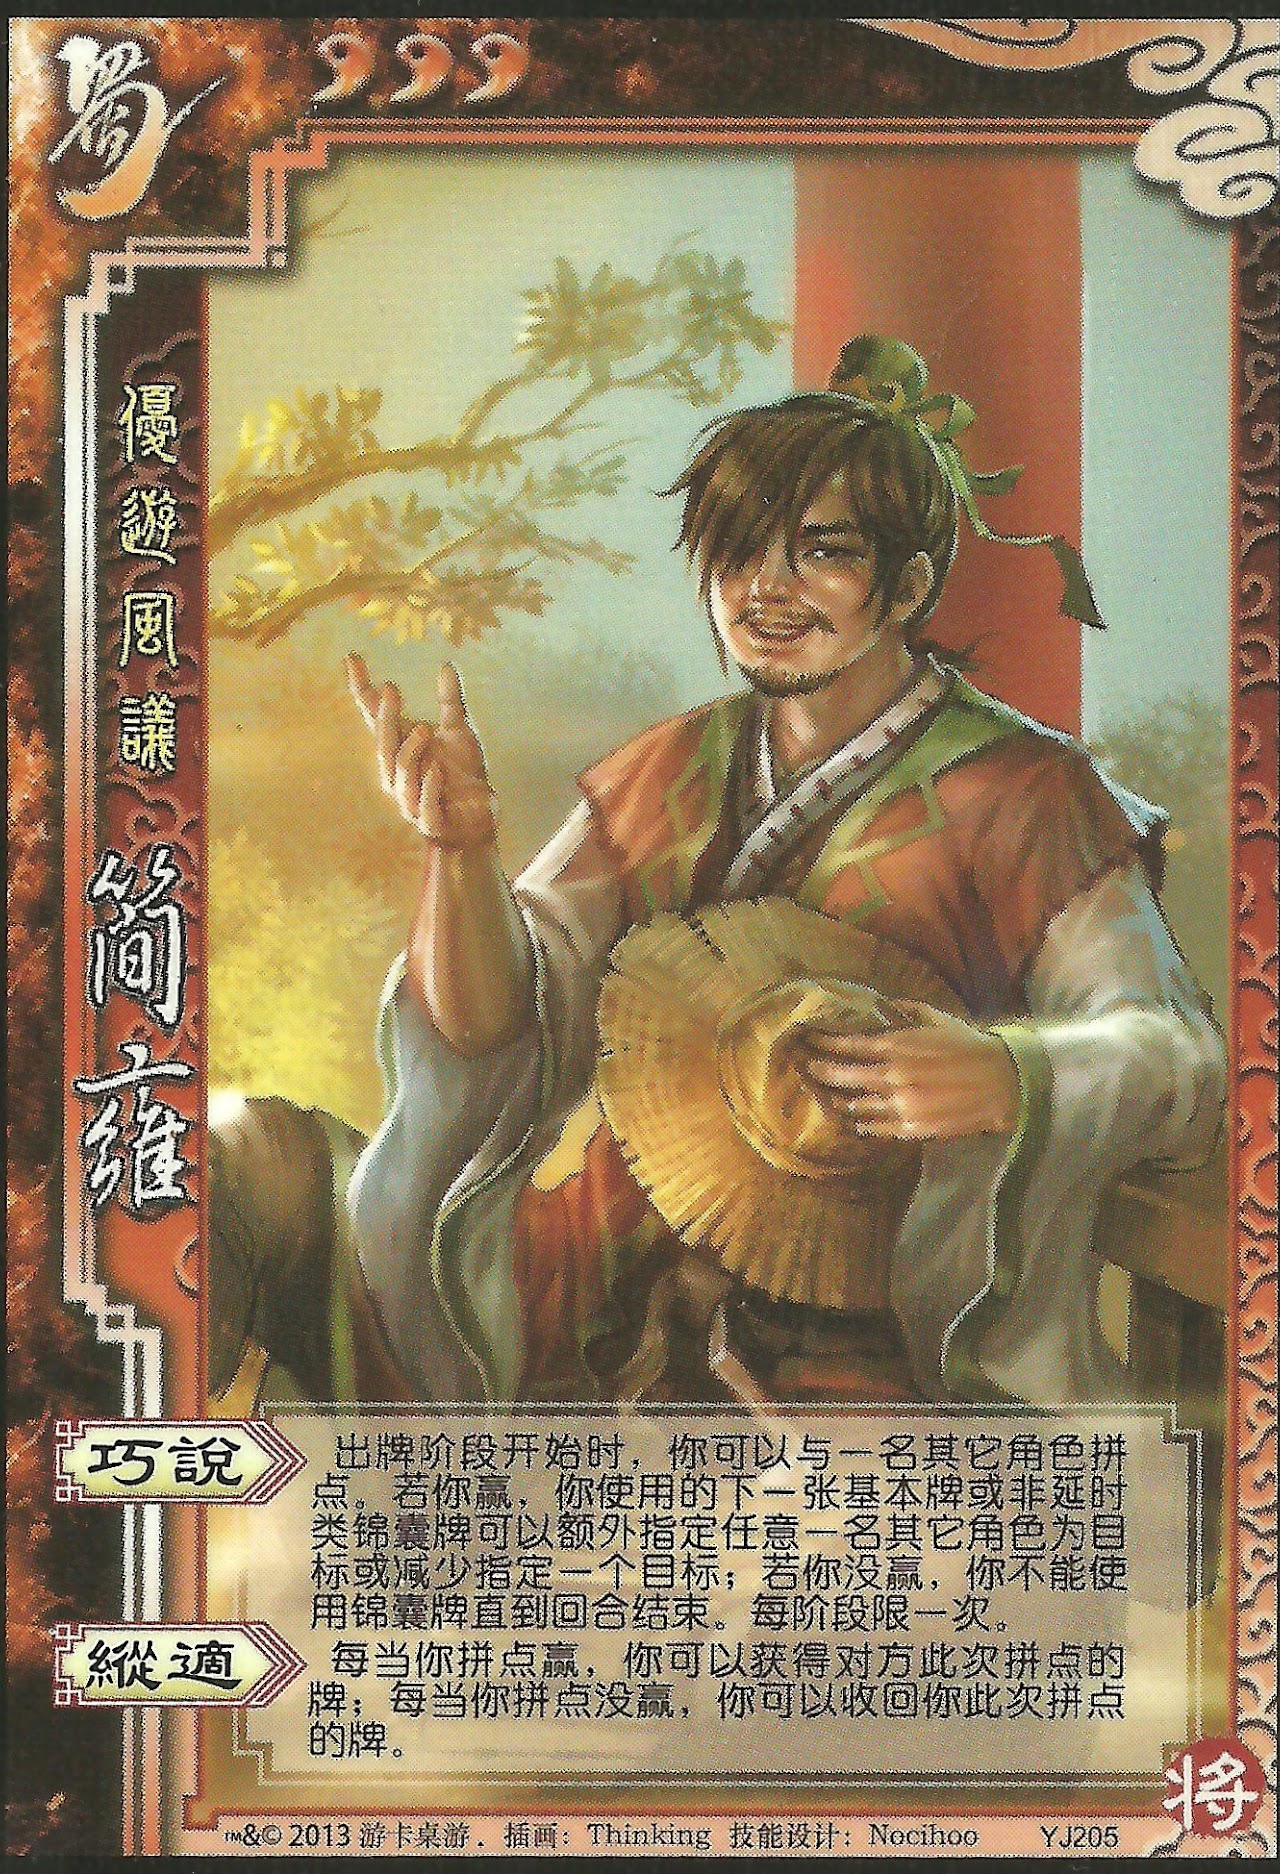 蜀
優遊風議
簡雍
巧說
出牌阶段开始时，你可以与一名其它角色拼
点。若你赢，你使用的下一张基本牌或非延时
类锦囊牌可以额外指定任意一名其它角色为目
标或减少指定一个目标；若你没赢，你不能使
用锦囊牌直到回合结束。每阶段限一次。
縱適
每当你拼点赢，你可以获得对方此次拼点的
牌；每当你拼点没赢，你可以收回你此次拼点
的牌。
将
™&© 2013 游卡桌游．插画：Thinking 技能设计：Nocihoo YJ205